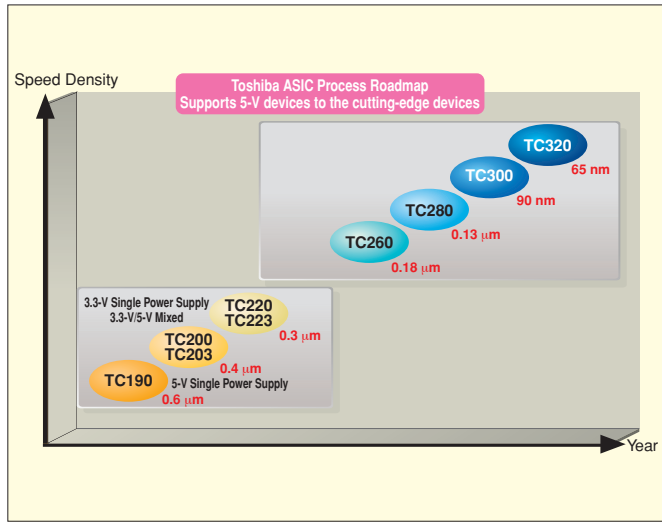 Speed Density
Toshiba ASIC Process Roadmap
Supports 5-V devices to the cutting-edge devices
TC320
65 nm
TC300
90 nm
TC280
0.13 µm
TC260
0.18 µm
3.3-V Single Power Supply
3.3-V/5-V Mixed
TC220
TC223
0.3 µm
TC200
TC203
0.4 µm
TC190
5-V Single Power Supply
0.6 µm
Year